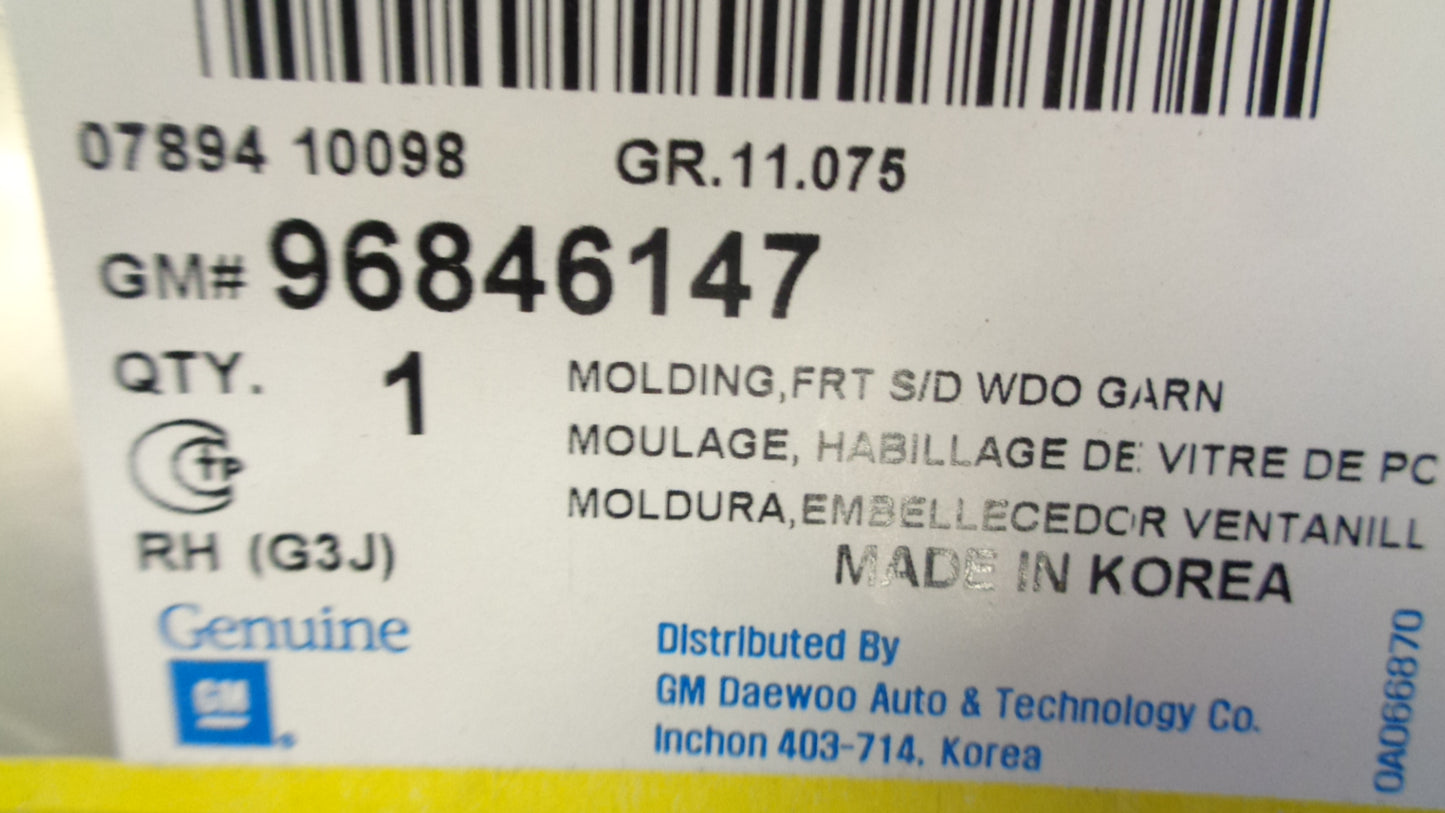 07894 10098 GR.11.075
GM# 96846147
QTY. 1
MOLDING,FRT S/D WDO GARN
MOULAGE, HABILLAGE DE VITRE DE PC
MOLDURA,EMBELLECEDOR VENTANILL
MADE IN KOREA
RH (G3J)
Genuine
GM
Distributed By
GM Daewoo Auto & Technology Co.
Inchon 403-714, Korea
0A066870